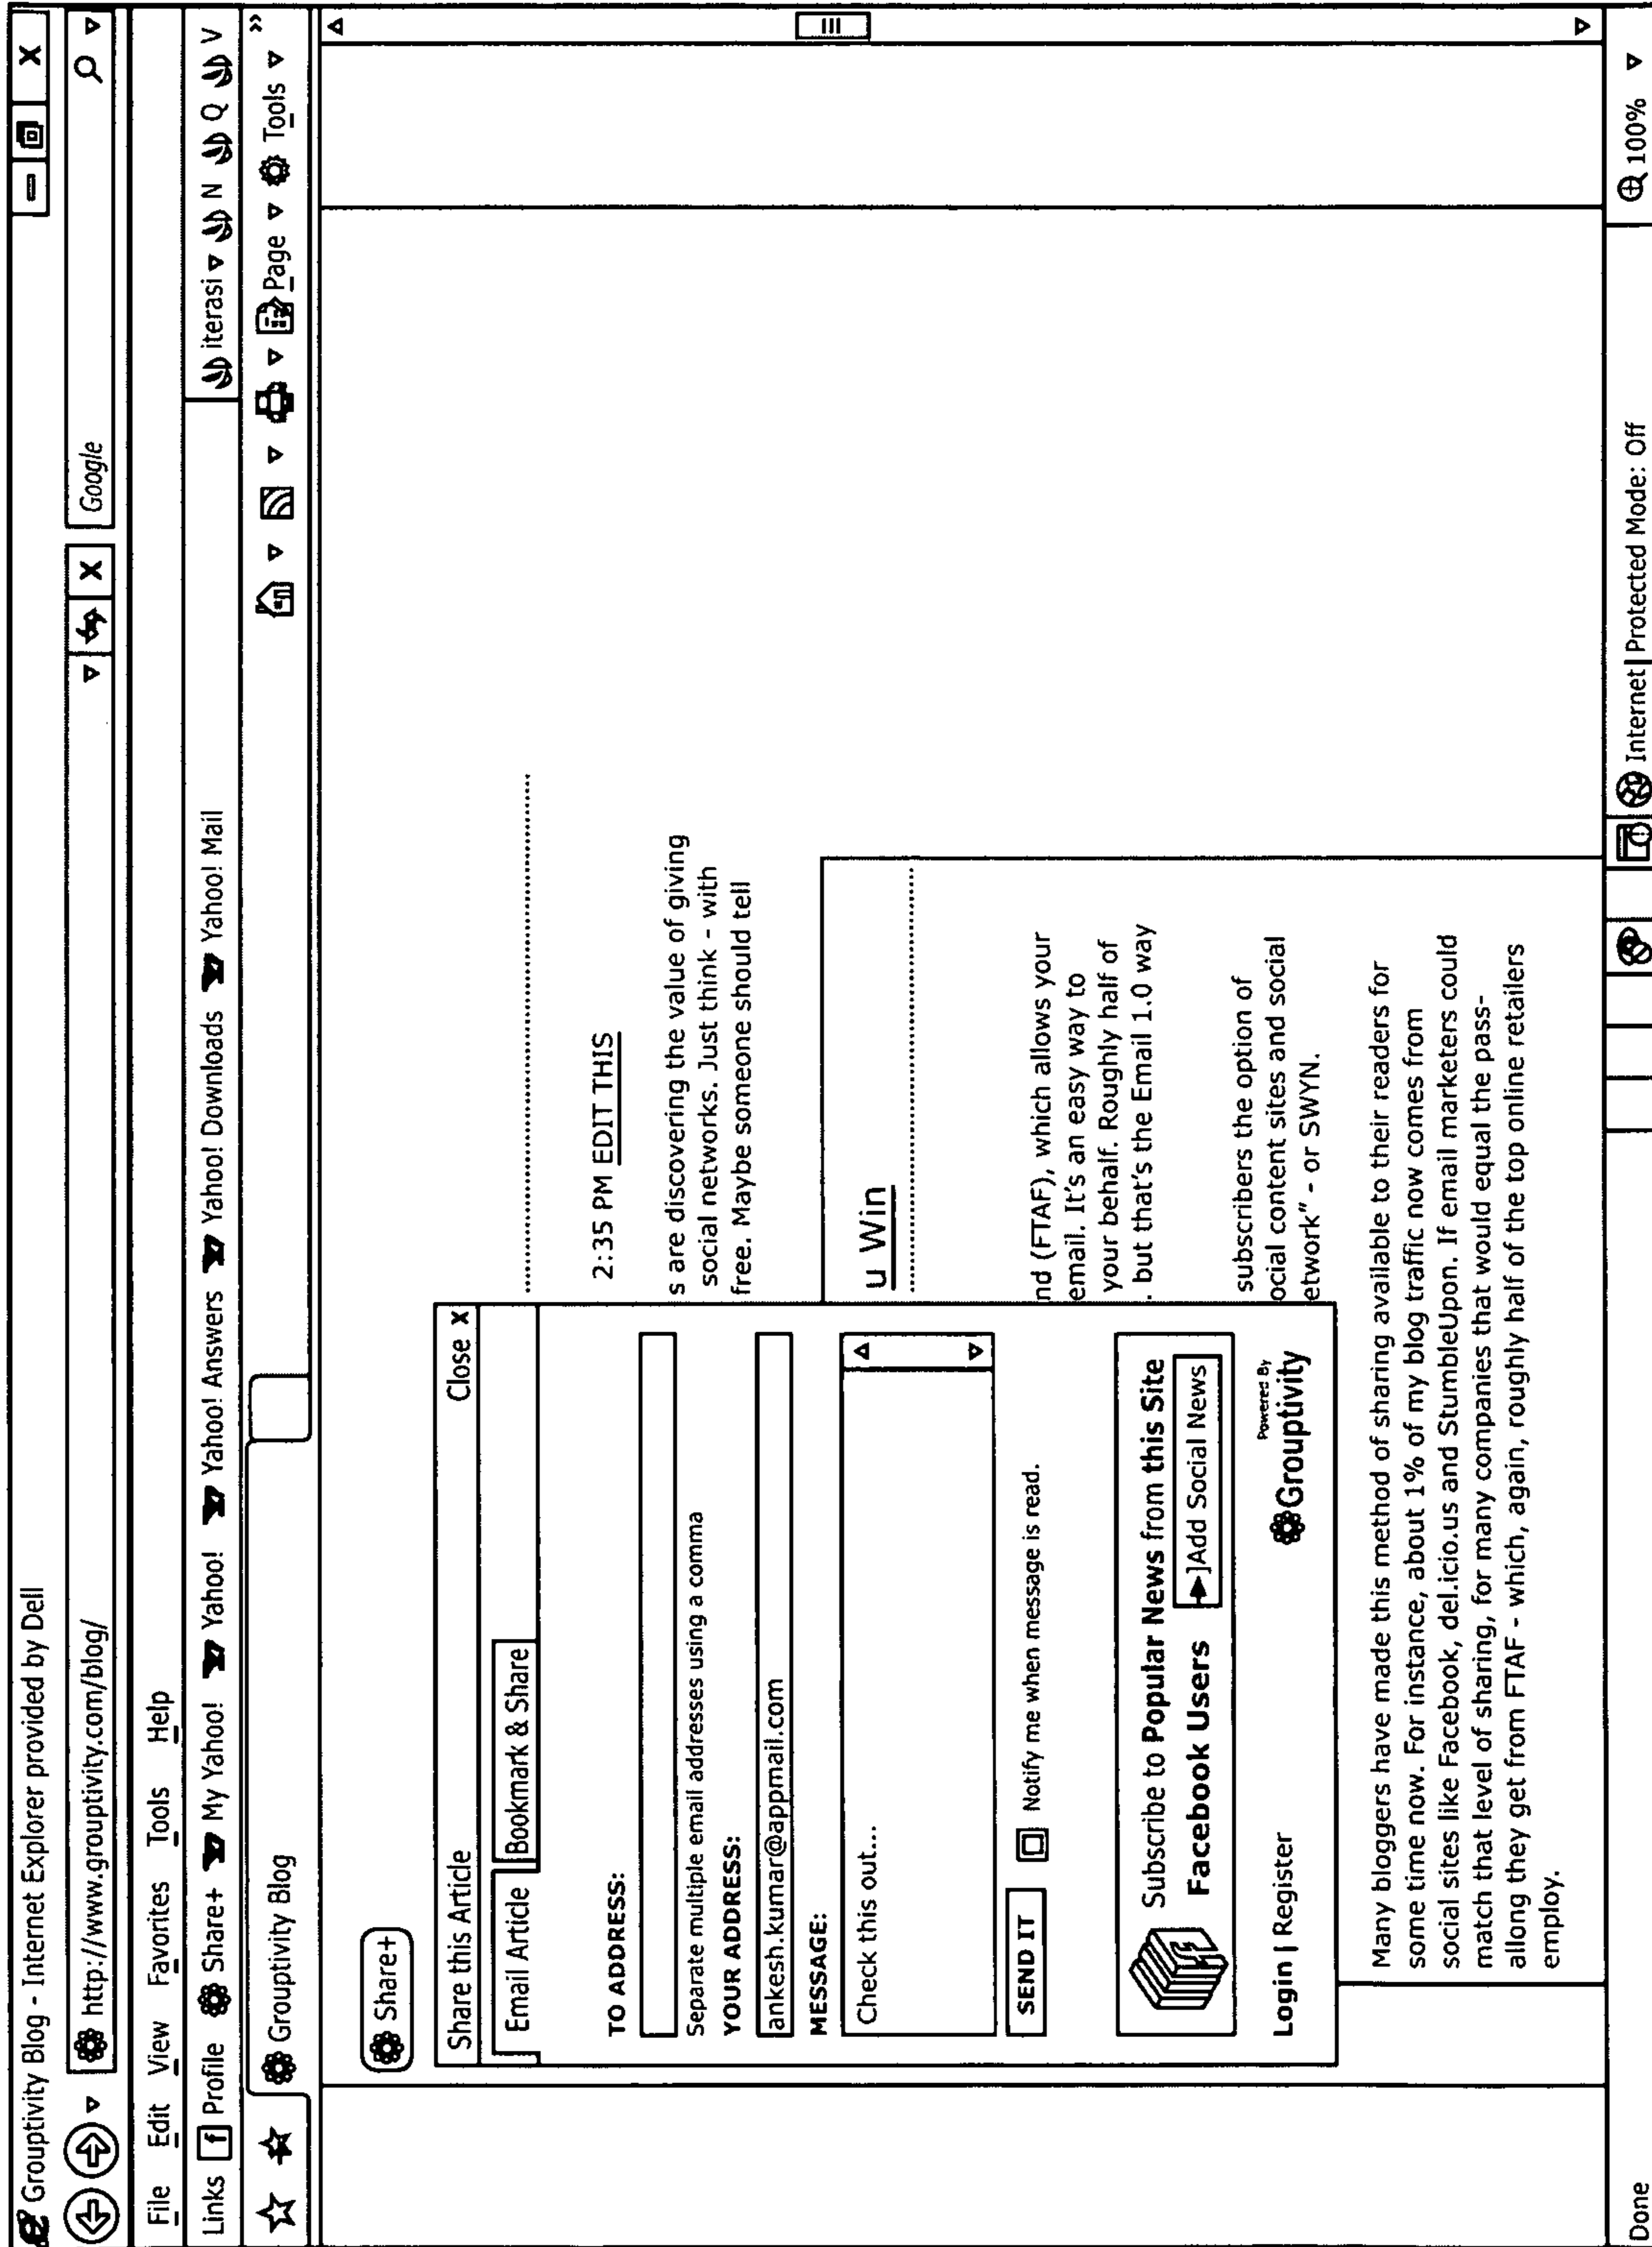 Grouptivity Blog - Internet Explorer provided by Dell
http://www.grouptivity.com/blog/
Google
File Edit View Favorites Tools Help
Links Profile Share+ My Yahoo! Yahoo! Yahoo! Answers Yahoo! Downloads Yahoo! Mail iterasi N Q V
Grouptivity Blog
Page Tools »
Share+
Share this Article Close X
Email Article Bookmark & Share
TO ADDRESS:
Separate multiple email addresses using a comma
YOUR ADDRESS:
ankesh.kumar@appmail.com
MESSAGE:
Check this out...
SEND IT Notify me when message is read.
Subscribe to Popular News from this Site
Facebook Users Add Social News
Login | Register
Powered By
Grouptivity
2:35 PM EDIT THIS
s are discovering the value of giving
social networks. Just think - with
free. Maybe someone should tell
u Win
nd (FTAF), which allows your
email. It's an easy way to
your behalf. Roughly half of
. but that's the Email 1.0 way
subscribers the option of
ocial content sites and social
etwork" - or SWYN.
Many bloggers have made this method of sharing available to their readers for
some time now. For instance, about 1% of my blog traffic now comes from
social sites like Facebook, del.icio.us and StumbleUpon. If email marketers could
match that level of sharing, for many companies that would equal the pass-
allong they get from FTAF - which, again, roughly half of the top online retailers
employ.
Done Internet | Protected Mode: Off 100%